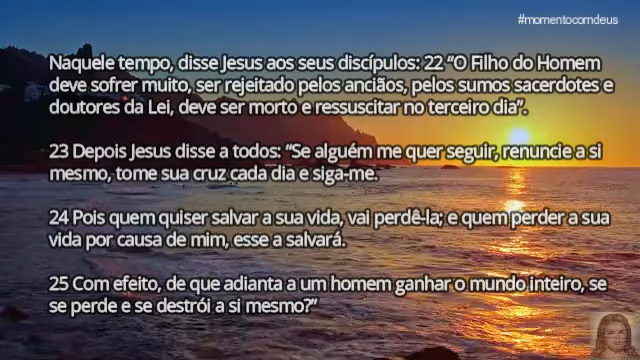 #momentocomdeus
Naquele tempo, disse Jesus aos seus discípulos: 22 “O Filho do Homem
deve sofrer muito, ser rejeitado pelos anciãos, pelos sumos sacerdotes e
doutores da Lei, deve ser morto e ressuscitar no terceiro dia”.
23 Depois Jesus disse a todos: “Se alguém me quer seguir, renuncie a si
mesmo, tome sua cruz cada dia e siga-me.
24 Pois quem quiser salvar a sua vida, vai perdê-la; e quem perder a sua
vida por causa de mim, esse a salvará.
25 Com efeito, de que adianta a um homem ganhar o mundo inteiro, se
se perde e se destrói a si mesmo?”